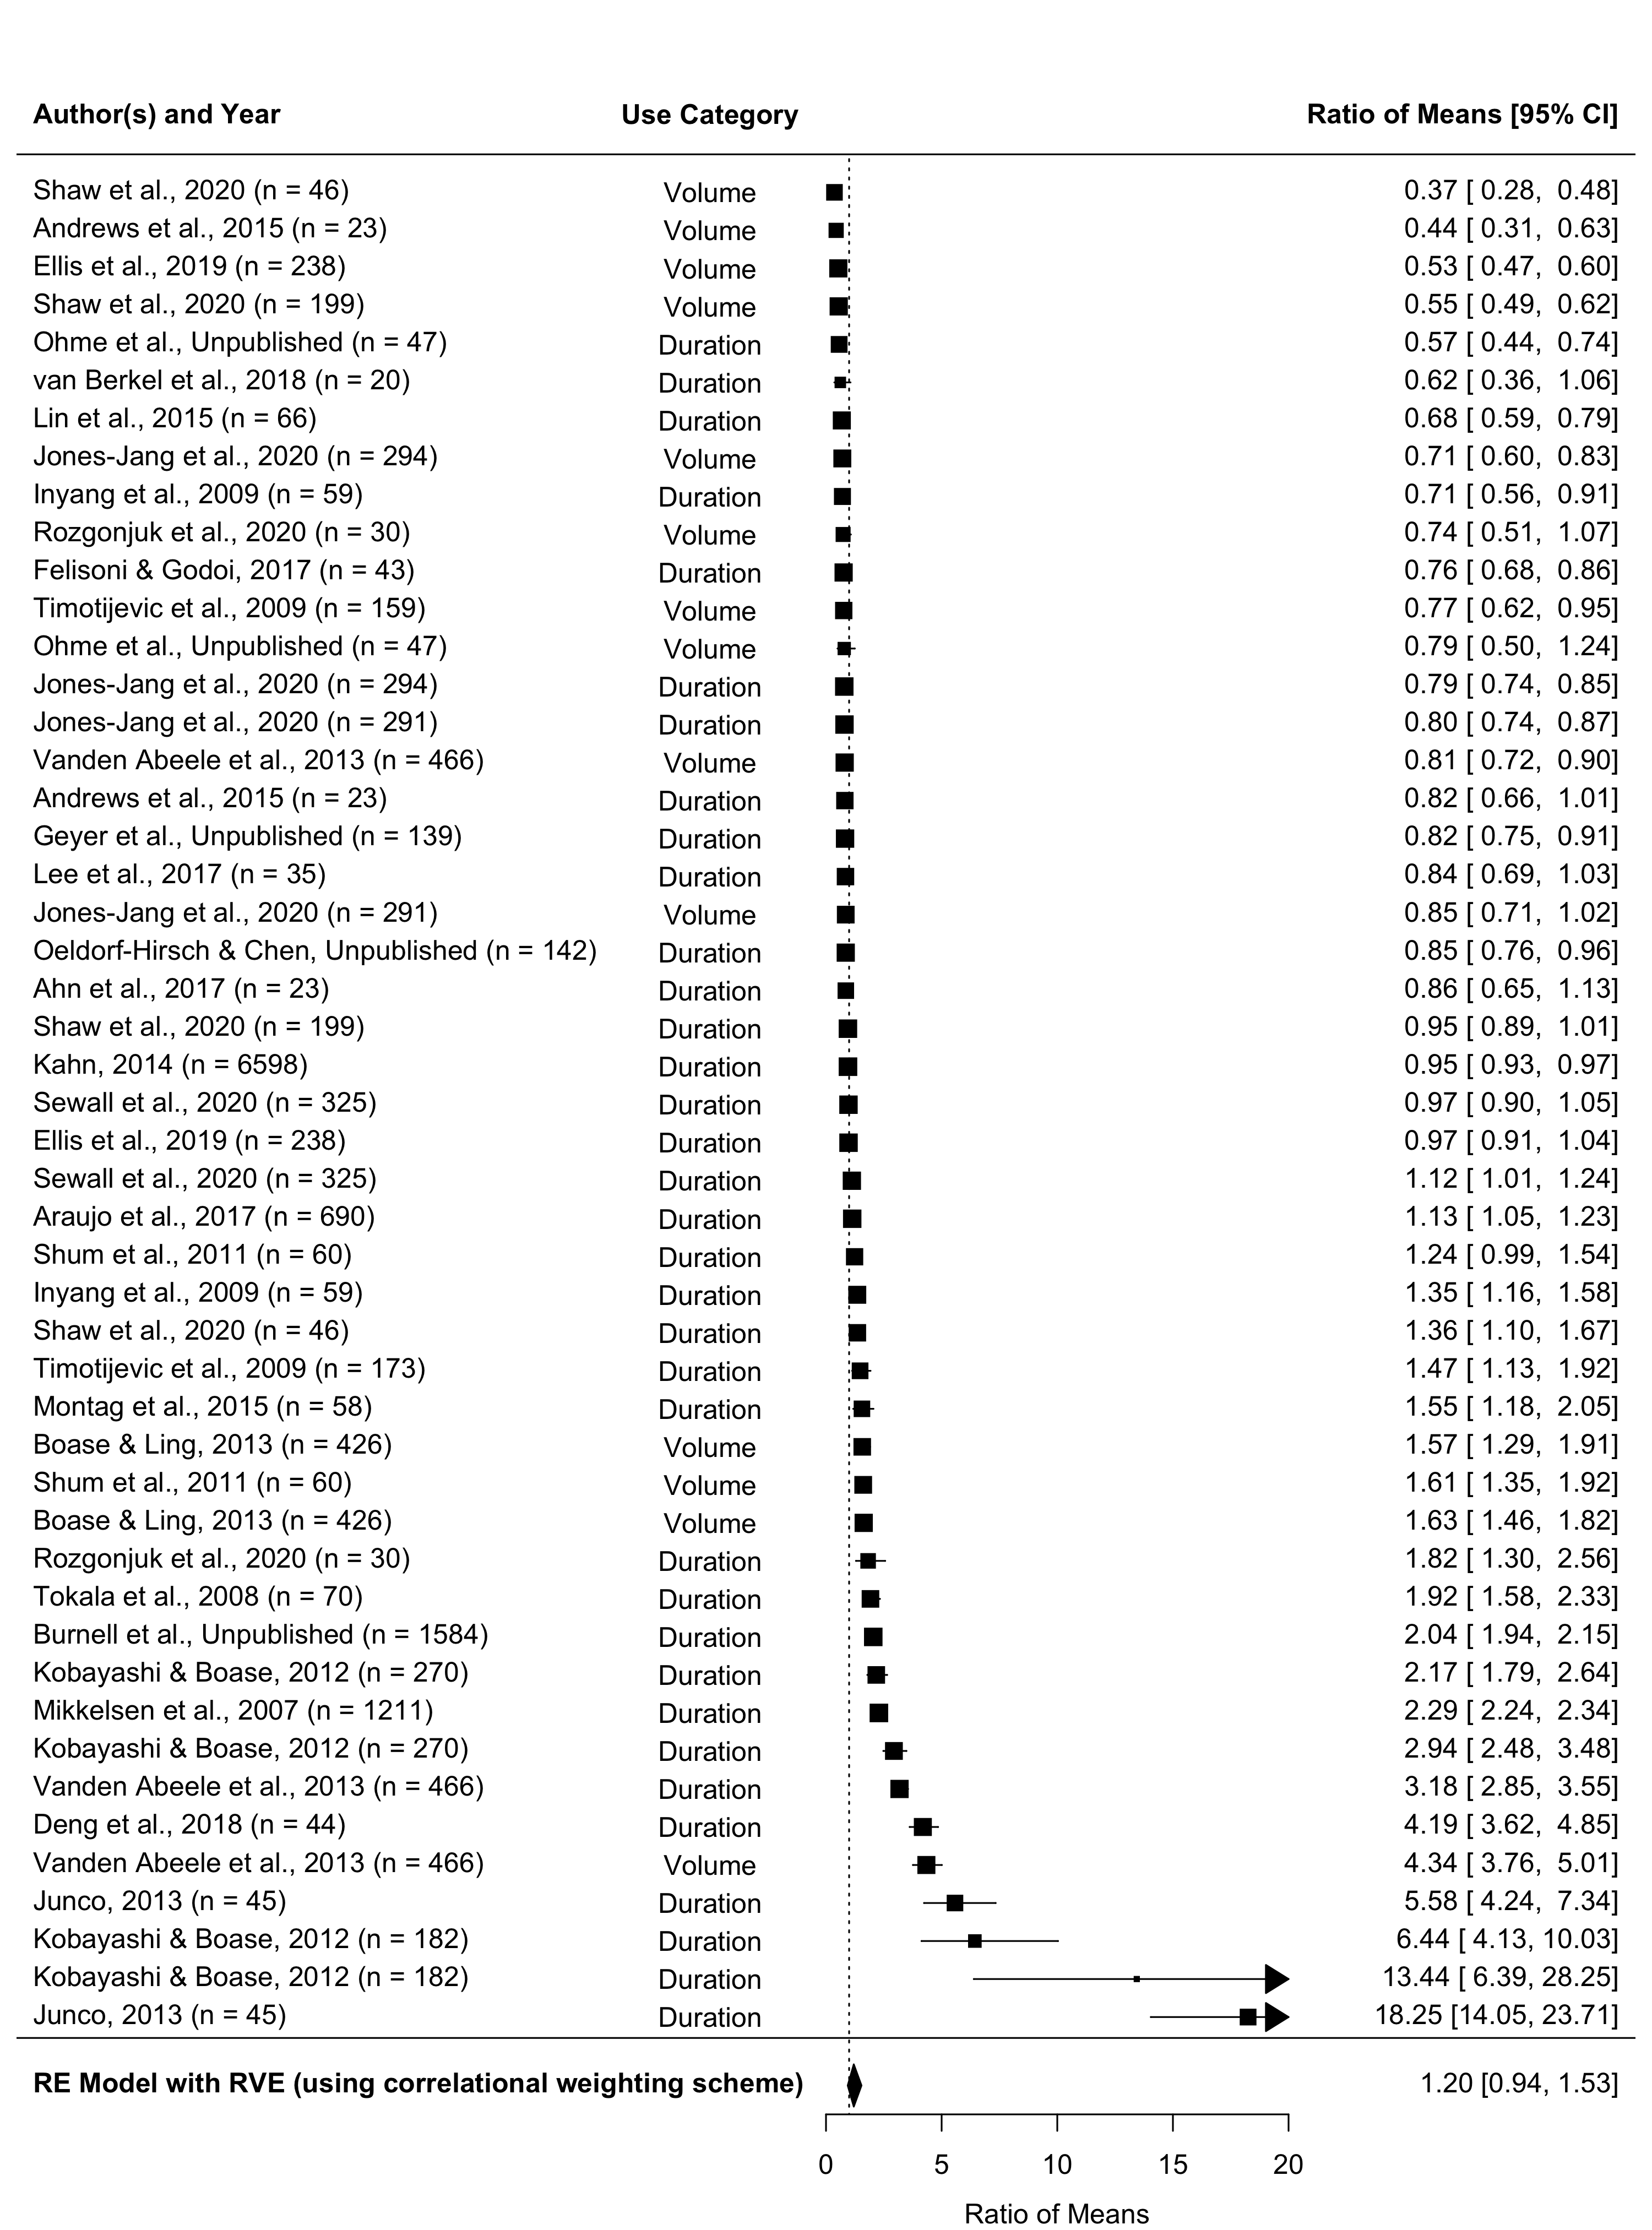 Author(s) and Year Use Category Ratio of Means [95% CI]
Shaw et al., 2020 (n = 46) Volume 0.37 [ 0.28, 0.48]
Andrews et al., 2015 (n = 23) Volume 0.44 [ 0.31, 0.63]
Ellis et al., 2019 (n = 238) Volume 0.53 [ 0.47, 0.60]
Shaw et al., 2020 (n = 199) Volume 0.55 [ 0.49, 0.62]
Ohme et al., Unpublished (n = 47) Duration 0.57 [ 0.44, 0.74]
van Berkel et al., 2018 (n = 20) Duration 0.62 [ 0.36, 1.06]
Lin et al., 2015 (n = 66) Duration 0.68 [ 0.59, 0.79]
Jones-Jang et al., 2020 (n = 294) Volume 0.71 [ 0.60, 0.83]
Inyang et al., 2009 (n = 59) Duration 0.71 [ 0.56, 0.91]
Rozgonjuk et al., 2020 (n = 30) Volume 0.74 [ 0.51, 1.07]
Felisoni & Godoi, 2017 (n = 43) Duration 0.76 [ 0.68, 0.86]
Timotijevic et al., 2009 (n = 159) Volume 0.77 [ 0.62, 0.95]
Ohme et al., Unpublished (n = 47) Volume 0.79 [ 0.50, 1.24]
Jones-Jang et al., 2020 (n = 294) Duration 0.79 [ 0.74, 0.85]
Jones-Jang et al., 2020 (n = 291) Duration 0.80 [ 0.74, 0.87]
Vanden Abeele et al., 2013 (n = 466) Volume 0.81 [ 0.72, 0.90]
Andrews et al., 2015 (n = 23) Duration 0.82 [ 0.66, 1.01]
Geyer et al., Unpublished (n = 139) Duration 0.82 [ 0.75, 0.91]
Lee et al., 2017 (n = 35) Duration 0.84 [ 0.69, 1.03]
Jones-Jang et al., 2020 (n = 291) Volume 0.85 [ 0.71, 1.02]
Oeldorf-Hirsch & Chen, Unpublished (n = 142) Duration 0.85 [ 0.76, 0.96]
Ahn et al., 2017 (n = 23) Duration 0.86 [ 0.65, 1.13]
Shaw et al., 2020 (n = 199) Duration 0.95 [ 0.89, 1.01]
Kahn, 2014 (n = 6598) Duration 0.95 [ 0.93, 0.97]
Sewall et al., 2020 (n = 325) Duration 0.97 [ 0.90, 1.05]
Ellis et al., 2019 (n = 238) Duration 0.97 [ 0.91, 1.04]
Sewall et al., 2020 (n = 325) Duration 1.12 [ 1.01, 1.24]
Araujo et al., 2017 (n = 690) Duration 1.13 [ 1.05, 1.23]
Shum et al., 2011 (n = 60) Duration 1.24 [ 0.99, 1.54]
Inyang et al., 2009 (n = 59) Duration 1.35 [ 1.16, 1.58]
Shaw et al., 2020 (n = 46) Duration 1.36 [ 1.10, 1.67]
Timotijevic et al., 2009 (n = 173) Duration 1.47 [ 1.13, 1.92]
Montag et al., 2015 (n = 58) Duration 1.55 [ 1.18, 2.05]
Boase & Ling, 2013 (n = 426) Volume 1.57 [ 1.29, 1.91]
Shum et al., 2011 (n = 60) Volume 1.61 [ 1.35, 1.92]
Boase & Ling, 2013 (n = 426) Volume 1.63 [ 1.46, 1.82]
Rozgonjuk et al., 2020 (n = 30) Duration 1.82 [ 1.30, 2.56]
Tokala et al., 2008 (n = 70) Duration 1.92 [ 1.58, 2.33]
Burnell et al., Unpublished (n = 1584) Duration 2.04 [ 1.94, 2.15]
Kobayashi & Boase, 2012 (n = 270) Duration 2.17 [ 1.79, 2.64]
Mikkelsen et al., 2007 (n = 1211) Duration 2.29 [ 2.24, 2.34]
Kobayashi & Boase, 2012 (n = 270) Duration 2.94 [ 2.48, 3.48]
Vanden Abeele et al., 2013 (n = 466) Duration 3.18 [ 2.85, 3.55]
Deng et al., 2018 (n = 44) Duration 4.19 [ 3.62, 4.85]
Vanden Abeele et al., 2013 (n = 466) Volume 4.34 [ 3.76, 5.01]
Junco, 2013 (n = 45) Duration 5.58 [ 4.24, 7.34]
Kobayashi & Boase, 2012 (n = 182) Duration 6.44 [ 4.13, 10.03]
Kobayashi & Boase, 2012 (n = 182) Duration 13.44 [ 6.39, 28.25]
Junco, 2013 (n = 45) Duration 18.25 [14.05, 23.71]
RE Model with RVE (using correlational weighting scheme) 1.20 [0.94, 1.53]
0 5 10 15 20
Ratio of Means